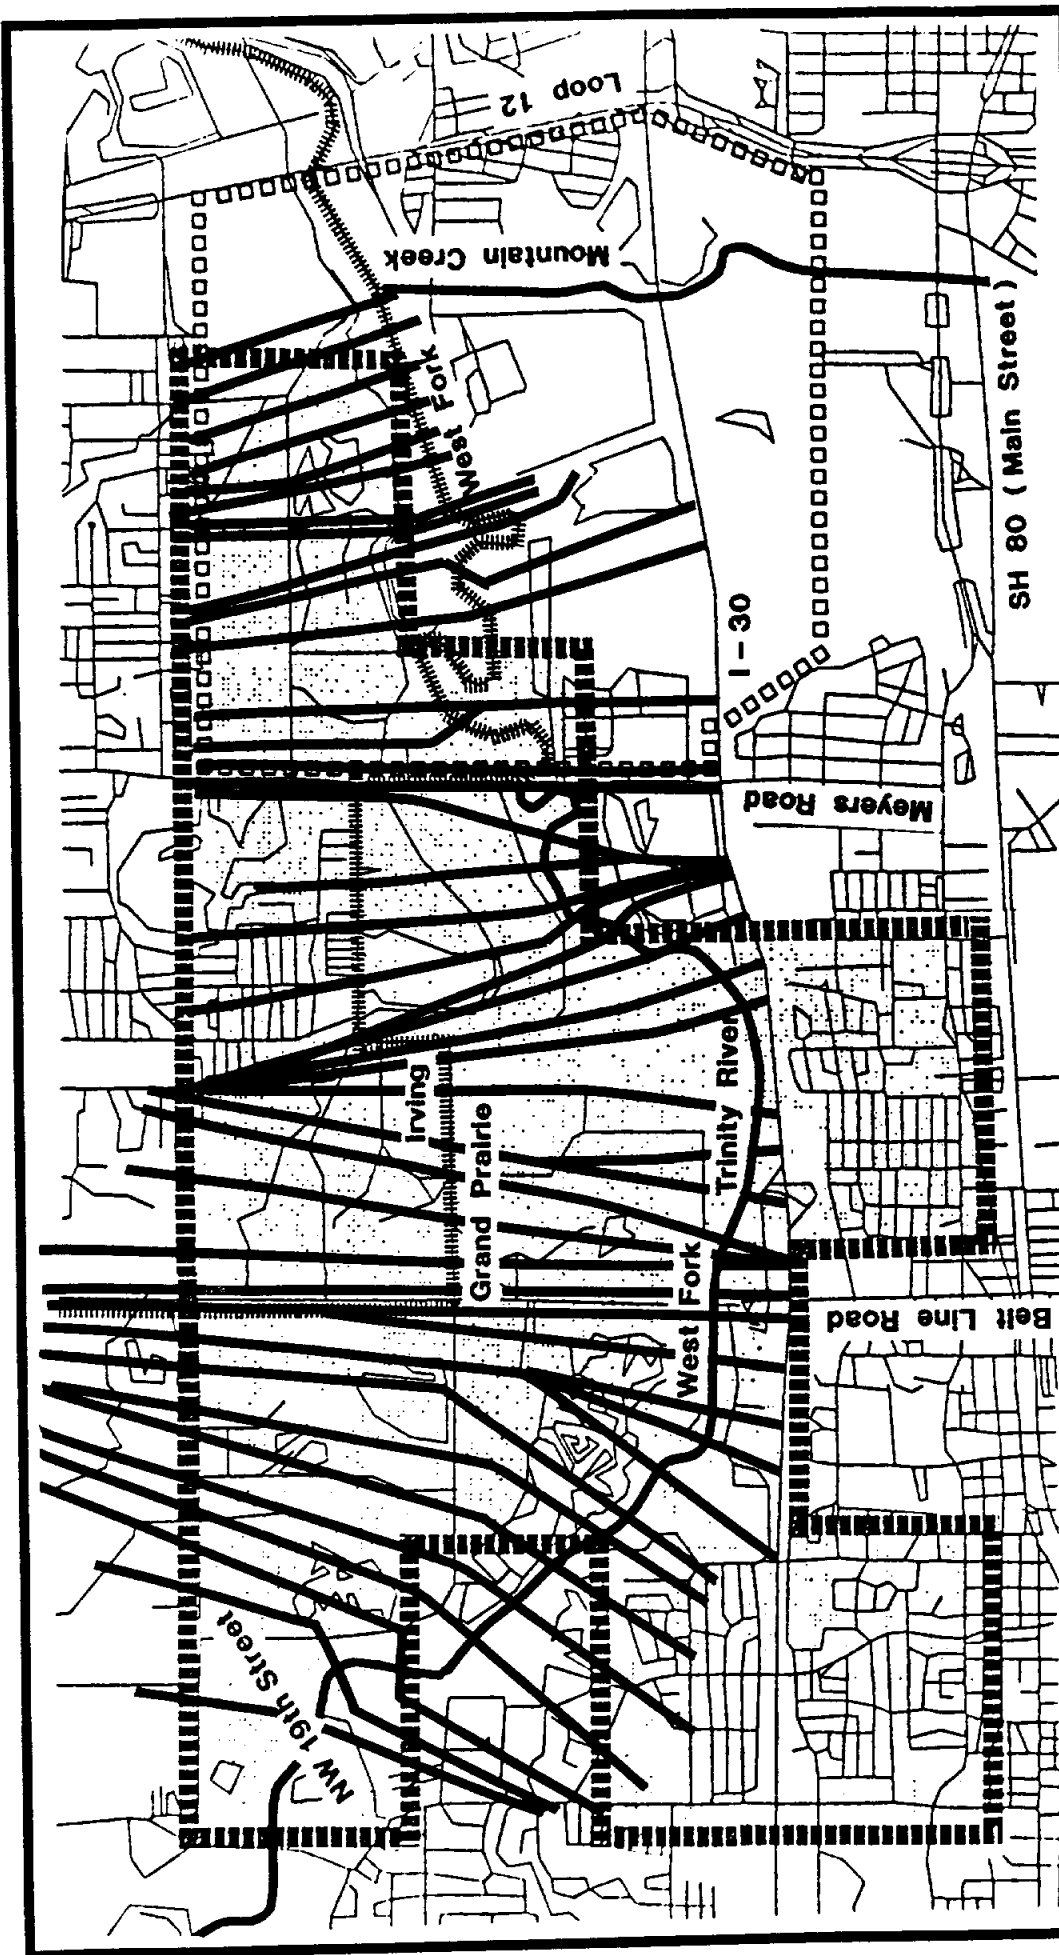 Loop 12
Mountain Creek
West Fork
SH 80 (Main Street)
I-30
Meyers Road
Irving
Grand Prairie
Trinity River
West Fork
Belt Line Road
NW 19th Street